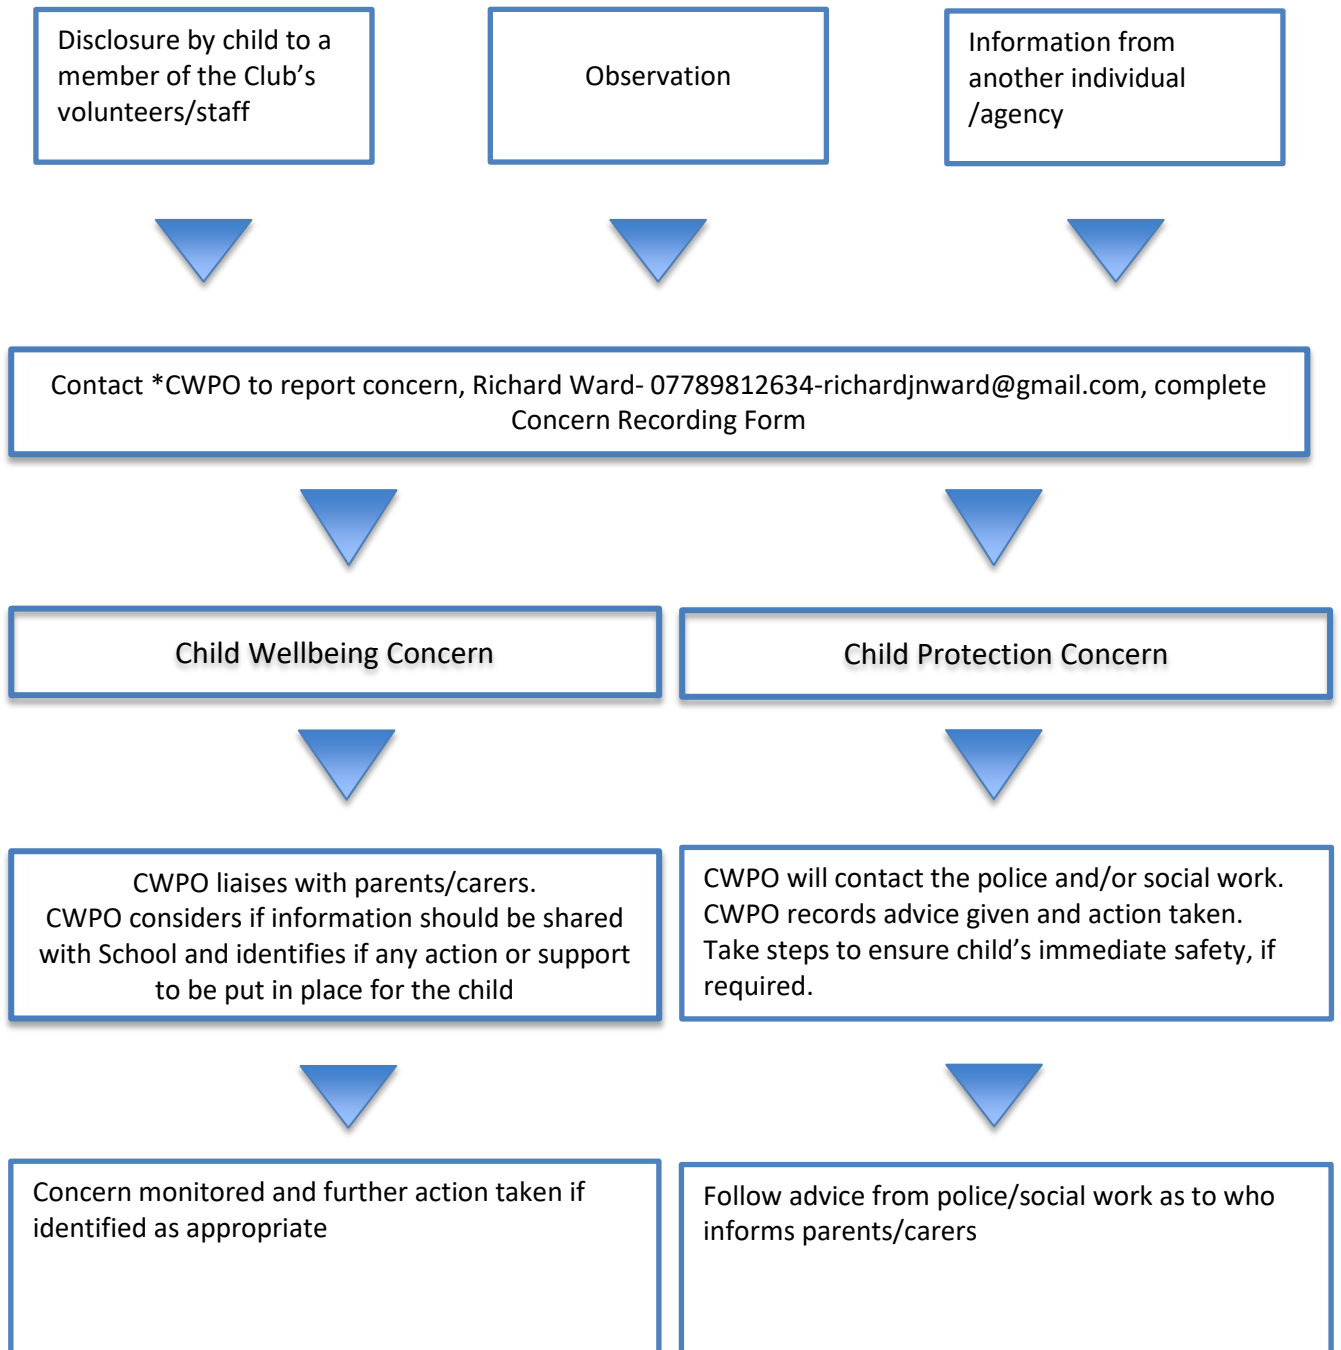 Disclosure by child to a
member of the Club’s
volunteers/staff
Observation
Information from
another individual
/agency
Contact *CWPO to report concern, Richard Ward- 07789812634-richardjnward@gmail.com, complete
Concern Recording Form
Child Wellbeing Concern
Child Protection Concern
CWPO liaises with parents/carers.
CWPO considers if information should be shared
with School and identifies if any action or support
to be put in place for the child
CWPO will contact the police and/or social work.
CWPO records advice given and action taken.
Take steps to ensure child’s immediate safety, if
required.
Concern monitored and further action taken if
identified as appropriate
Follow advice from police/social work as to who
informs parents/carers